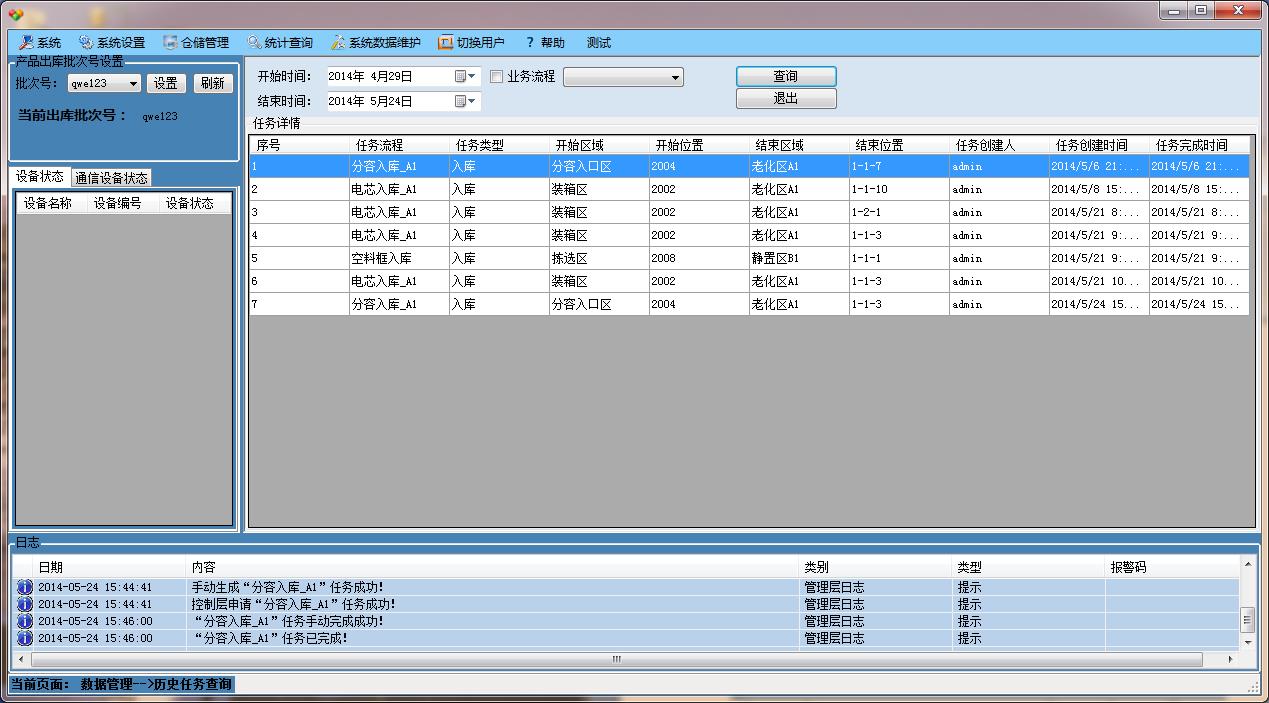 系统 系统设置 仓储管理 统计查询 系统数据维护 切换用户 ? 帮助 测试
产品出库批次号设置
批次号: qwe123 设置 刷新
当前出库批次号: qwe123
设备状态 通信设备状态
设备名称 设备编号 设备状态
开始时间: 2014年 4月29日 业务流程 查询
结束时间: 2014年 5月24日 退出
任务详情
序号 任务流程 任务类型 开始区域 开始位置 结束区域 结束位置 任务创建人 任务创建时间 任务完成时间
1 分容入库_A1 入库 分容入口区 2004 老化区A1 1-1-7 admin 2014/5/6 21:... 2014/5/6 21:...
2 电芯入库_A1 入库 装箱区 2002 老化区A1 1-1-10 admin 2014/5/8 15:... 2014/5/8 15:...
3 电芯入库_A1 入库 装箱区 2002 老化区A1 1-2-1 admin 2014/5/21 8:... 2014/5/21 8:...
4 电芯入库_A1 入库 装箱区 2002 老化区A1 1-1-3 admin 2014/5/21 9:... 2014/5/21 9:...
5 空料框入库 入库 拣选区 2008 静置区B1 1-1-1 admin 2014/5/21 9:... 2014/5/21 9:...
6 电芯入库_A1 入库 装箱区 2002 老化区A1 1-1-3 admin 2014/5/21 10... 2014/5/21 10...
7 分容入库_A1 入库 分容入口区 2004 老化区A1 1-1-3 admin 2014/5/24 15... 2014/5/24 15...
日志
日期 内容 类别 类型 报警码
2014-05-24 15:44:41 手动生成“分容入库_A1”任务成功! 管理层日志 提示
2014-05-24 15:44:41 控制层申请“分容入库_A1”任务成功! 管理层日志 提示
2014-05-24 15:46:00 “分容入库_A1”任务手动完成成功! 管理层日志 提示
2014-05-24 15:46:00 “分容入库_A1”任务已完成! 管理层日志 提示
当前页面: 数据管理-->历史任务查询